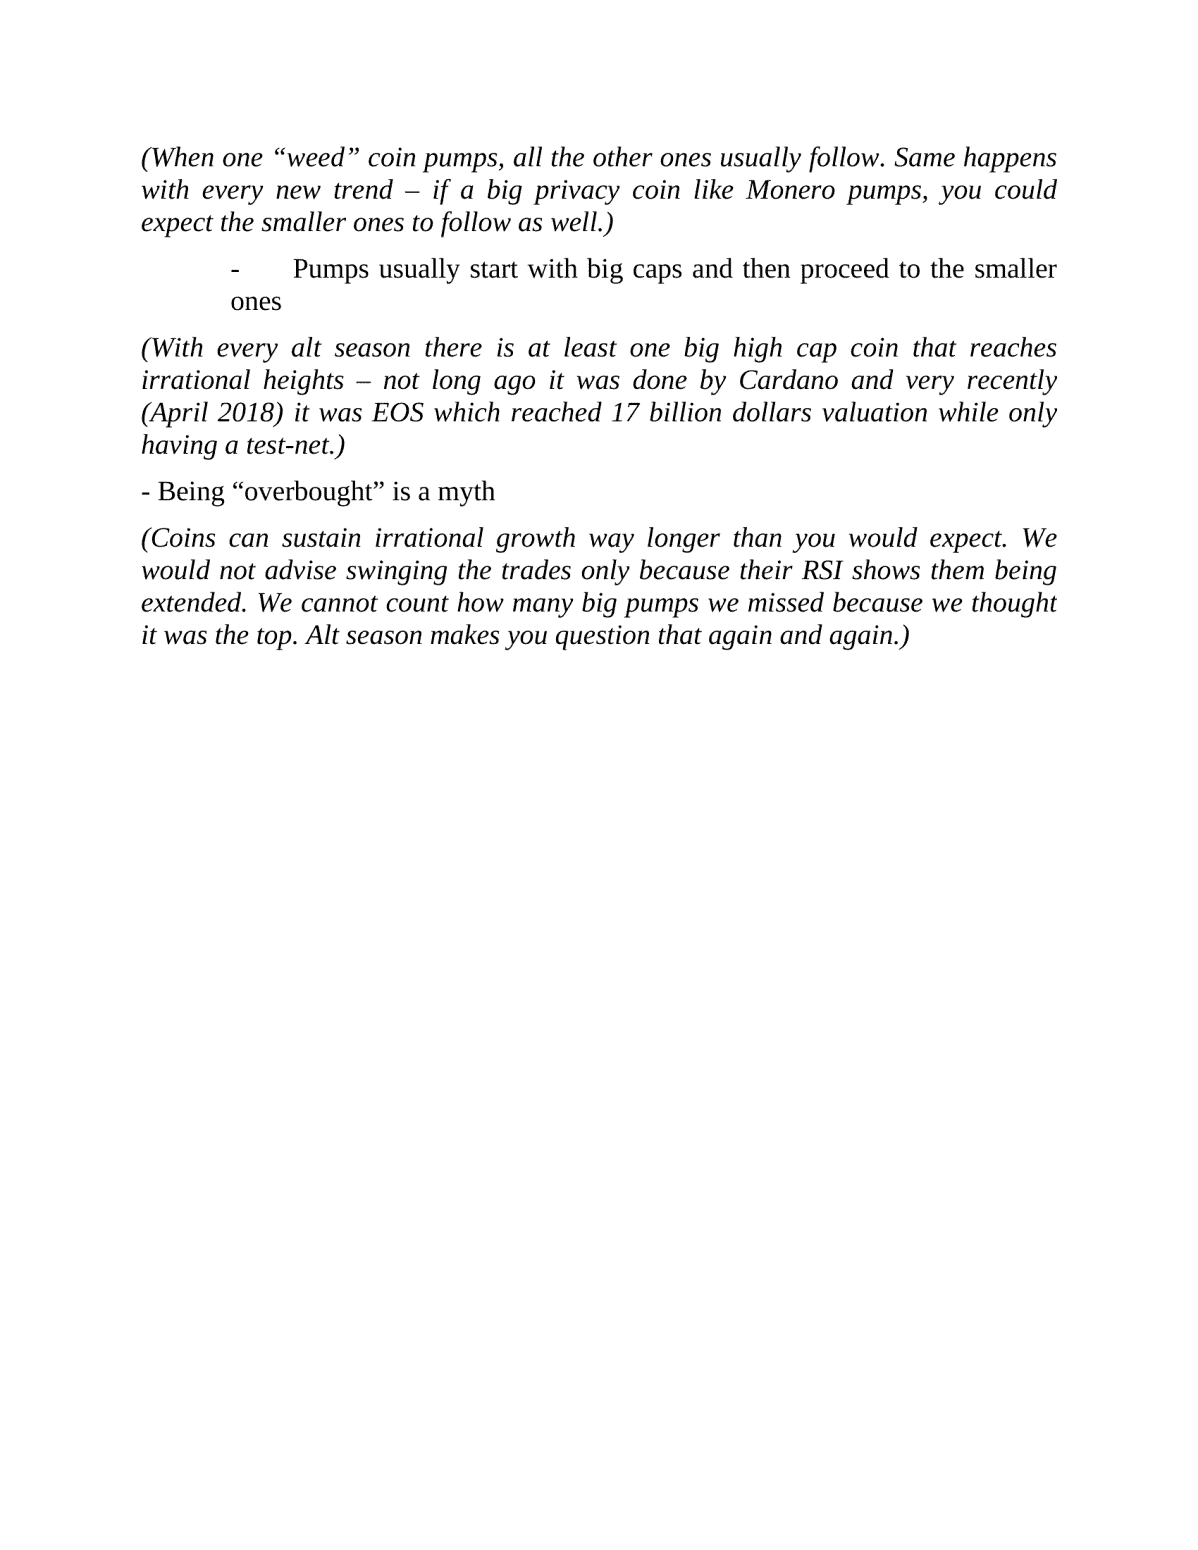 (When one “weed” coin pumps, all the other ones usually follow. Same happens
with every new trend – if a big privacy coin like Monero pumps, you could
expect the smaller ones to follow as well.)
- Pumps usually start with big caps and then proceed to the smaller
ones
(With every alt season there is at least one big high cap coin that reaches
irrational heights – not long ago it was done by Cardano and very recently
(April 2018) it was EOS which reached 17 billion dollars valuation while only
having a test-net.)
- Being “overbought” is a myth
(Coins can sustain irrational growth way longer than you would expect. We
would not advise swinging the trades only because their RSI shows them being
extended. We cannot count how many big pumps we missed because we thought
it was the top. Alt season makes you question that again and again.)